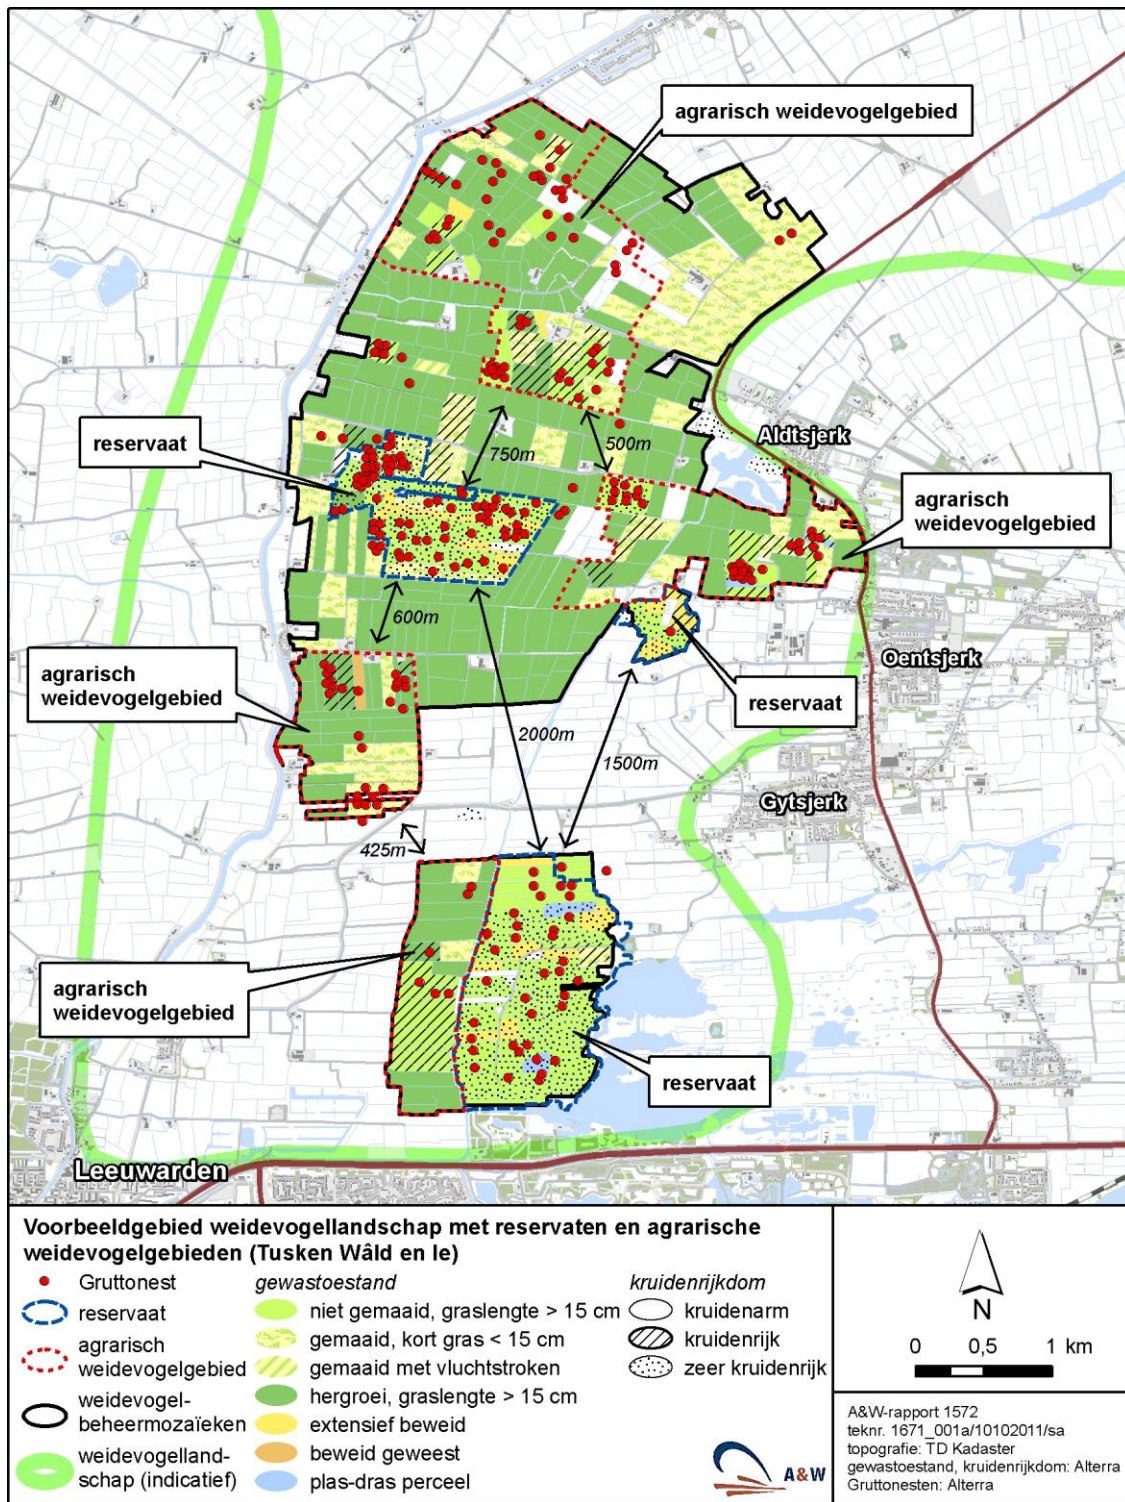 agrarisch weidevogelgebied
reservaat
750m
500m
Aldtsjerk
agrarisch
weidevogelgebied
600m
Oentsjerk
agrarisch
weidevogelgebied
reservaat
2000m
1500m
Gytsjerk
425m
agrarisch
weidevogelgebied
reservaat
Leeuwarden
Voorbeeldgebied weidevogellandschap met reservaten en agrarische
weidevogelgebieden (Tusken Wâld en Ie)
Gruttonest
reservaat
agrarisch
weidevogelgebied
weidevogel-
beheermozaïeken
weidevogelland-
schap (indicatief)
gewastoestand
niet gemaaid, graslengte > 15 cm
gemaaid, kort gras < 15 cm
gemaaid met vluchtstroken
hergroei, graslengte > 15 cm
extensief beweid
beweid geweest
plas-dras perceel
kruidenrijkdom
kruidenarm
kruidenrijk
zeer kruidenrijk
A&W
N
0 0,5 1 km
A&W-rapport 1572
teknr. 1671_001a/10102011/sa
topografie: TD Kadaster
gewastoestand, kruidenrijkdom: Alterra
Gruttonesten: Alterra